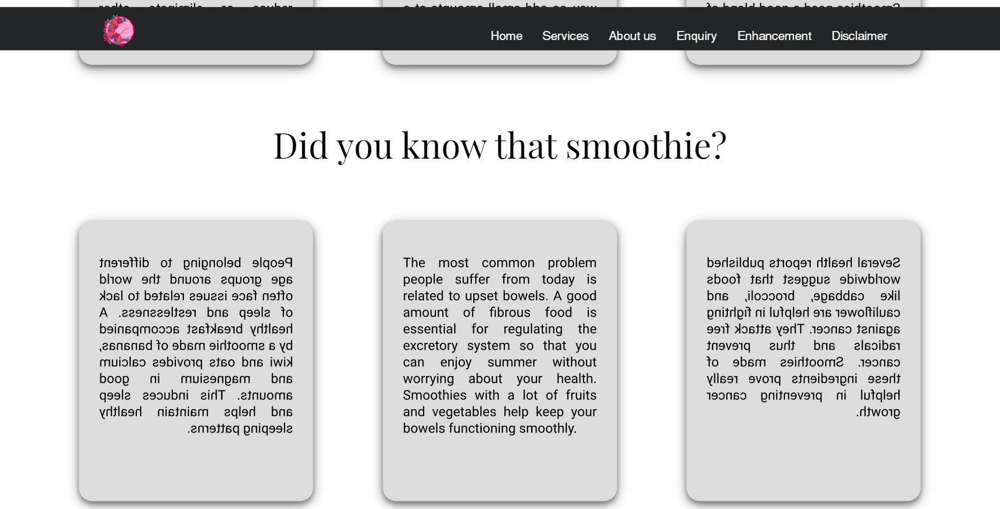 Home Services About us Enquiry Enhancement Disclaimer
Did you know that smoothie?
People belonging to different
age groups around the world
often face issues related to lack
of sleep and restlessness. A
healthy breakfast accompanied
by a smoothie made of bananas,
kiwi and oats provides calcium
and magnesium in good
amounts. This induces sleep
and helps maintain healthy
sleeping patterns.
The most common problem
people suffer from today is
related to upset bowels. A good
amount of fibrous food is
essential for regulating the
excretory system so that you
can enjoy summer without
worrying about your health.
Smoothies with a lot of fruits
and vegetables help keep your
bowels functioning smoothly.
Several health reports published
worldwide suggest that foods
like cabbage, broccoli, and
cauliflower are helpful in fighting
against cancer. They attack free
radicals and thus prevent
cancer. Smoothies made of
these ingredients prove really
helpful in preventing cancer
growth.